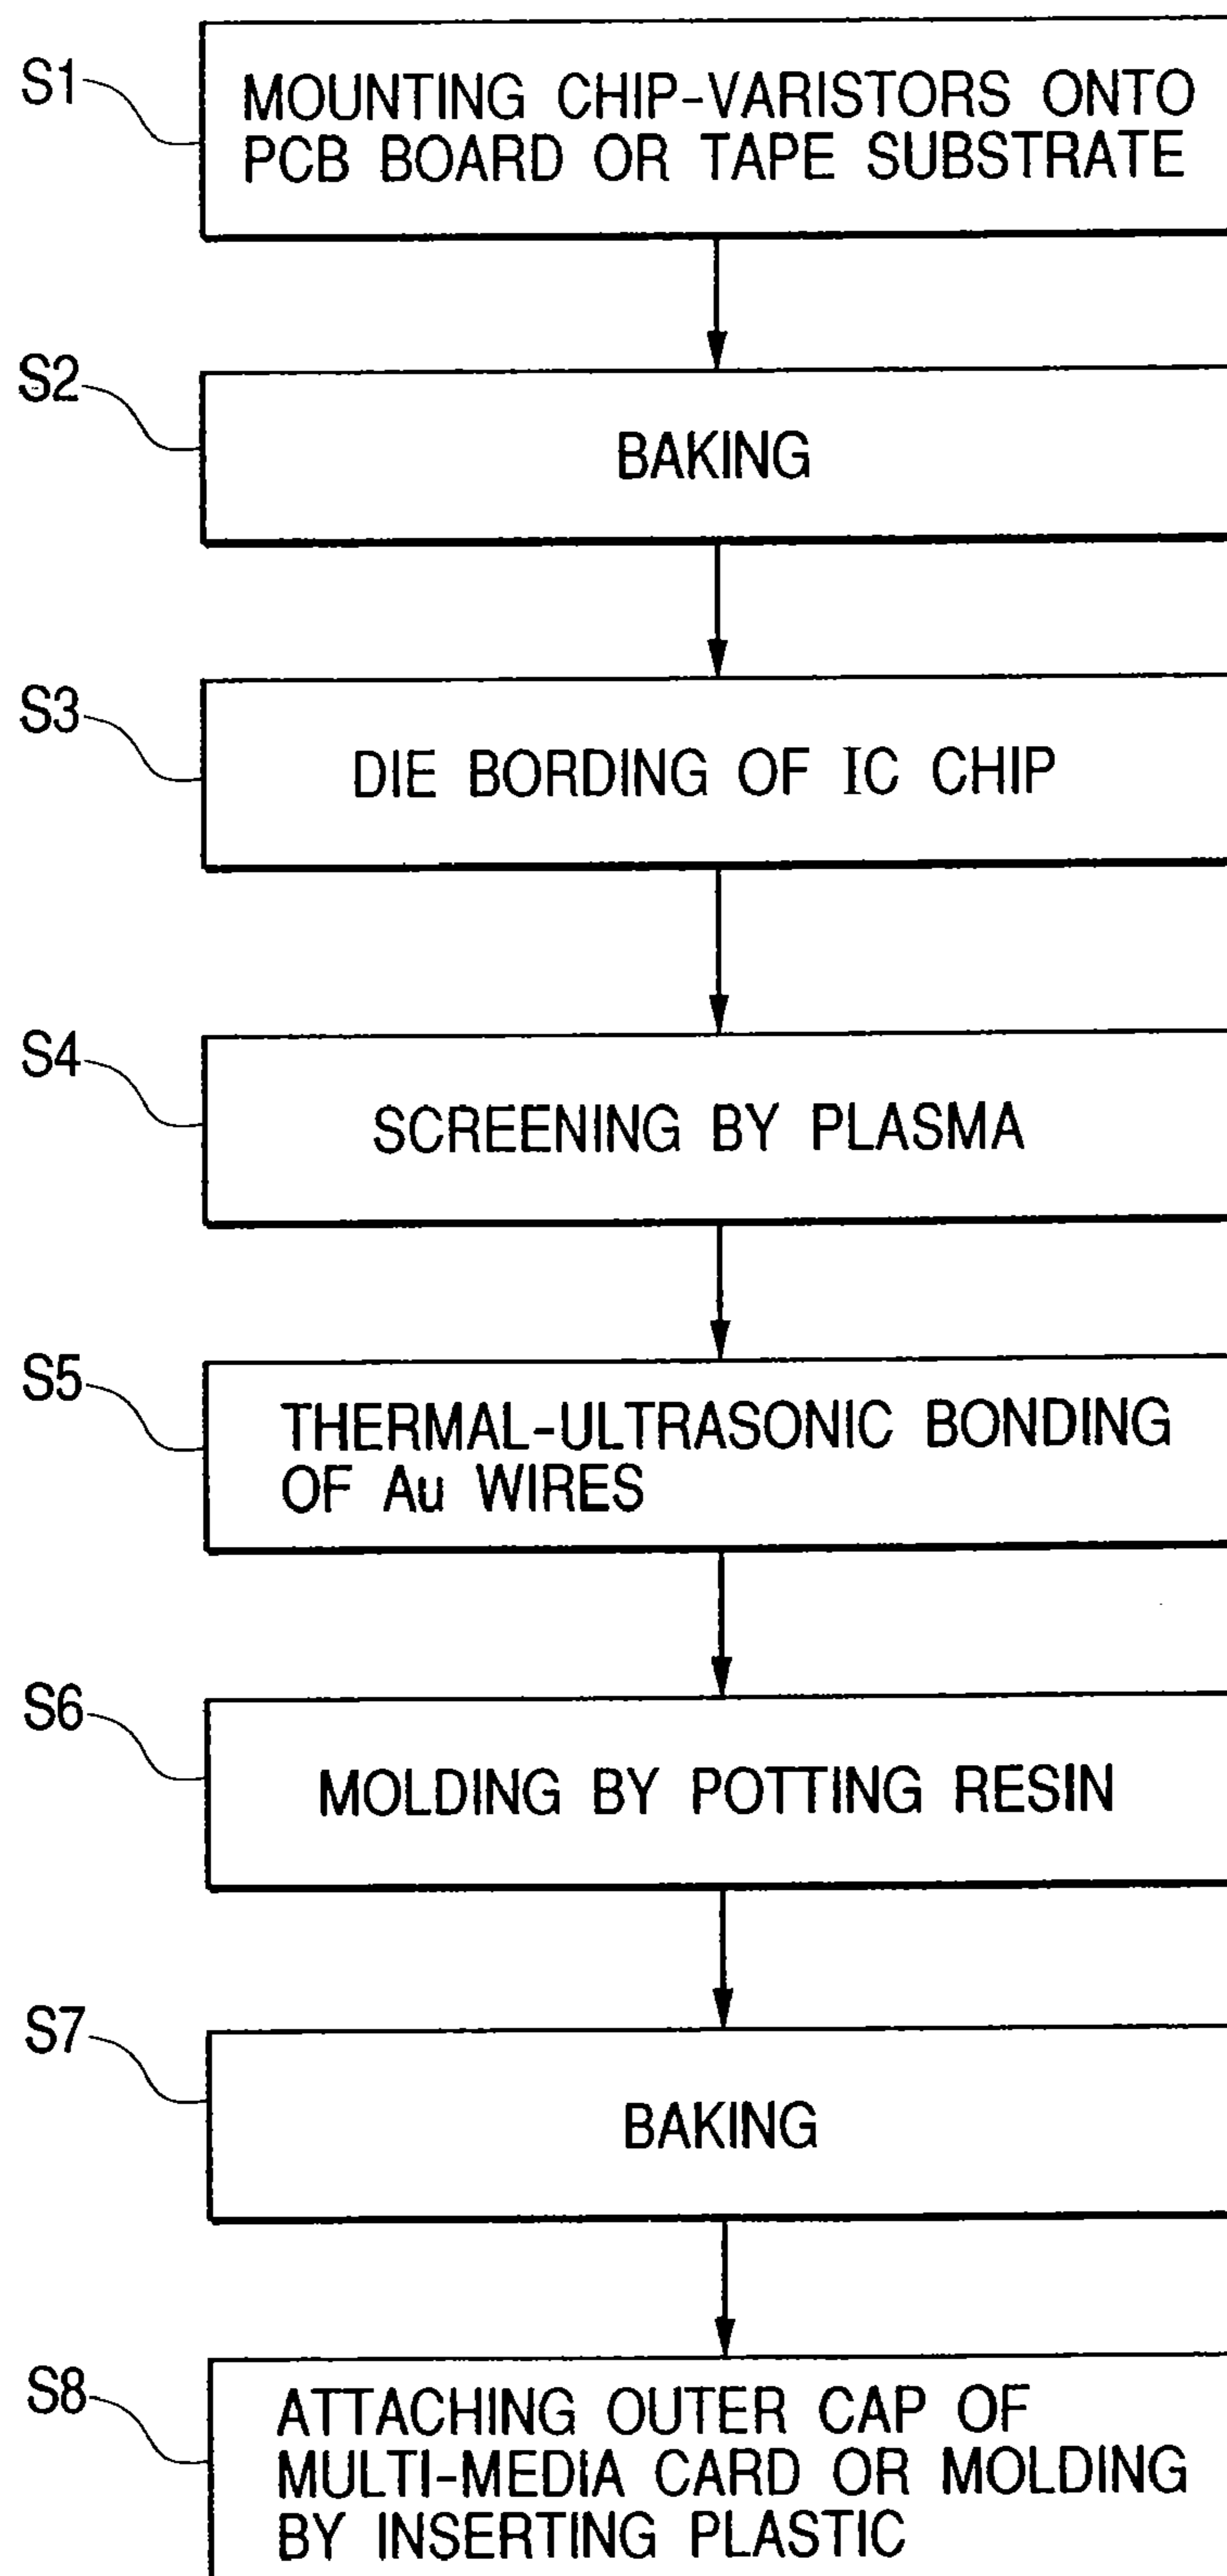 S1
MOUNTING CHIP-VARISTORS ONTO
PCB BOARD OR TAPE SUBSTRATE
S2
BAKING
S3
DIE BORDING OF IC CHIP
S4
SCREENING BY PLASMA
S5
THERMAL-ULTRASONIC BONDING
OF Au WIRES
S6
MOLDING BY POTTING RESIN
S7
BAKING
S8
ATTACHING OUTER CAP OF
MULTI-MEDIA CARD OR MOLDING
BY INSERTING PLASTIC